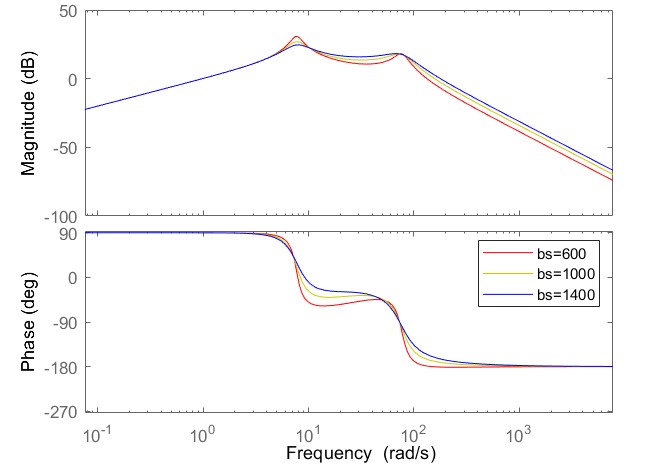 50
0
-50
-100
Magnitude (dB)
90
0
-90
-180
-270
Phase (deg)
bs=600
bs=1000
bs=1400
10-1
100
101
102
103
Frequency (rad/s)